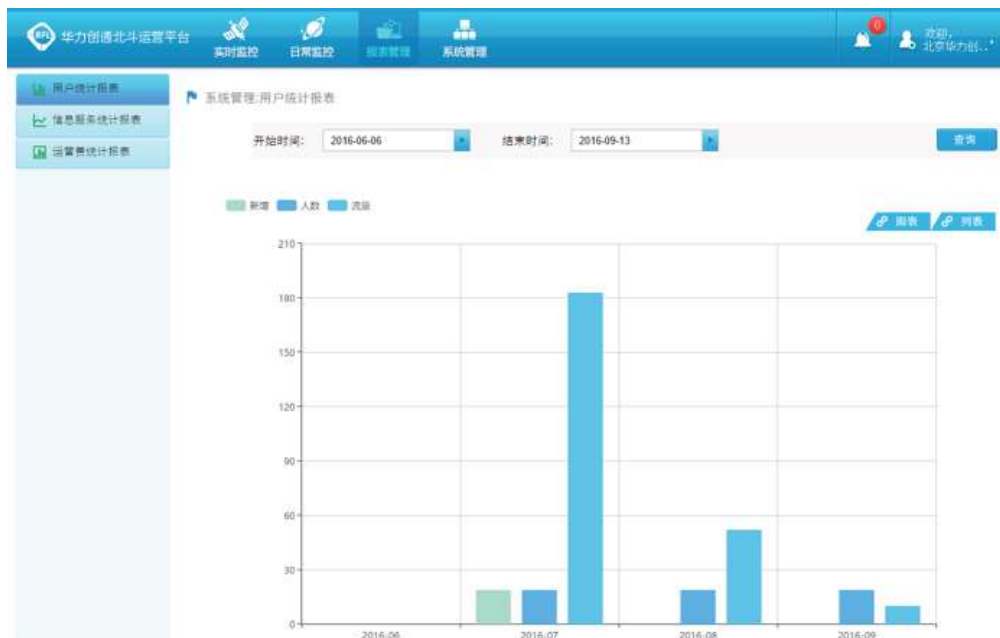 华力创通北斗运营平台
实时监控
日常监控
报表管理
系统管理
0
欢迎,
北京华力创...
用户统计报表
信息服务统计报表
运营费统计报表
系统管理:用户统计报表
开始时间: 2016-06-06
结束时间: 2016-09-13
查询
新增 人数 流量
图表 列表
210
180
150
120
90
60
30
0
2016-06 2016-07 2016-08 2016-09